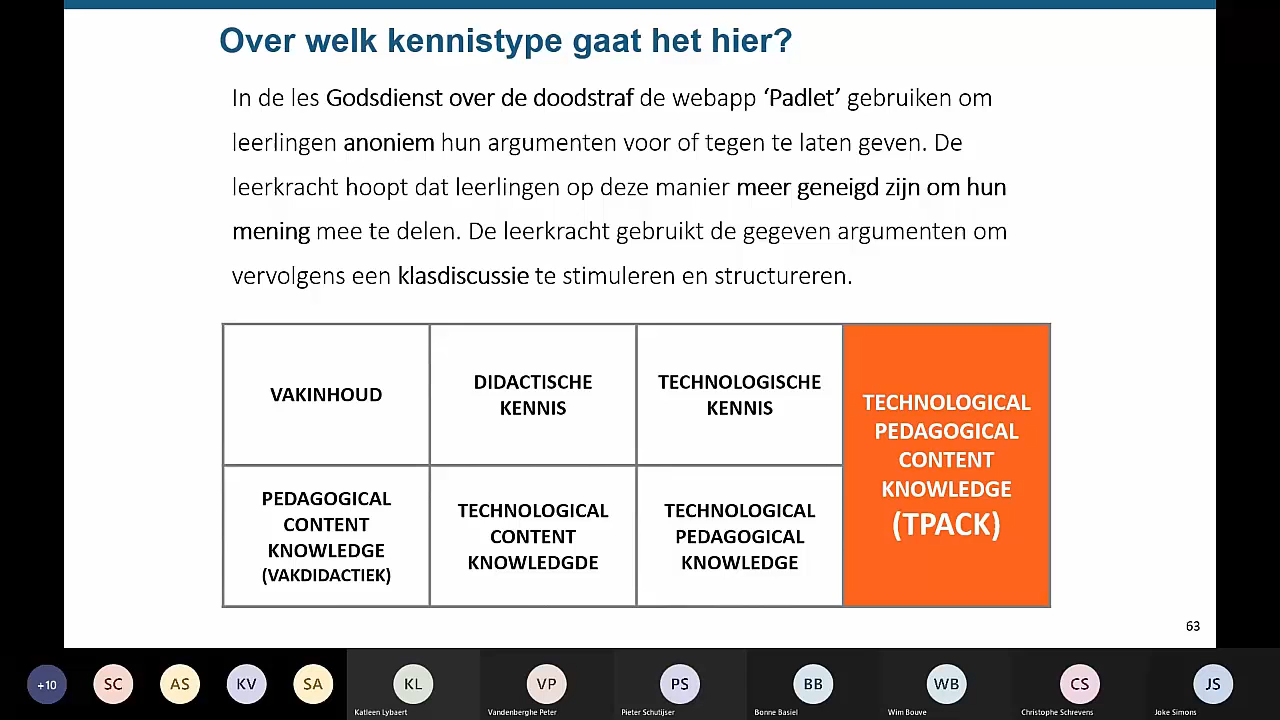 Over welk kennistype gaat het hier?
In de les Godsdienst over de doodstraf de webapp ‘Padlet’ gebruiken om
leerlingen anoniem hun argumenten voor of tegen te laten geven. De
leerkracht hoopt dat leerlingen op deze manier meer geneigd zijn om hun
mening mee te delen. De leerkracht gebruikt de gegeven argumenten om
vervolgens een klasdiscussie te stimuleren en structureren.
VAKINHOUD
DIDACTISCHE
KENNIS
TECHNOLOGISCHE
KENNIS
TECHNOLOGICAL
PEDAGOGICAL
CONTENT
KNOWLEDGE
(TPACK)
PEDAGOGICAL
CONTENT
KNOWLEDGE
(VAKDIDACTIEK)
TECHNOLOGICAL
CONTENT
KNOWLEDGDE
TECHNOLOGICAL
PEDAGOGICAL
KNOWLEDGE
63
+10
SC
AS
KV
SA
KL
VP
PS
BB
WB
CS
JS
Katleen Lybaert
Vandenberghe Peter
Pieter Schutijser
Bonne Basiel
Wim Bouve
Christophe Schrevens
Joke Simons